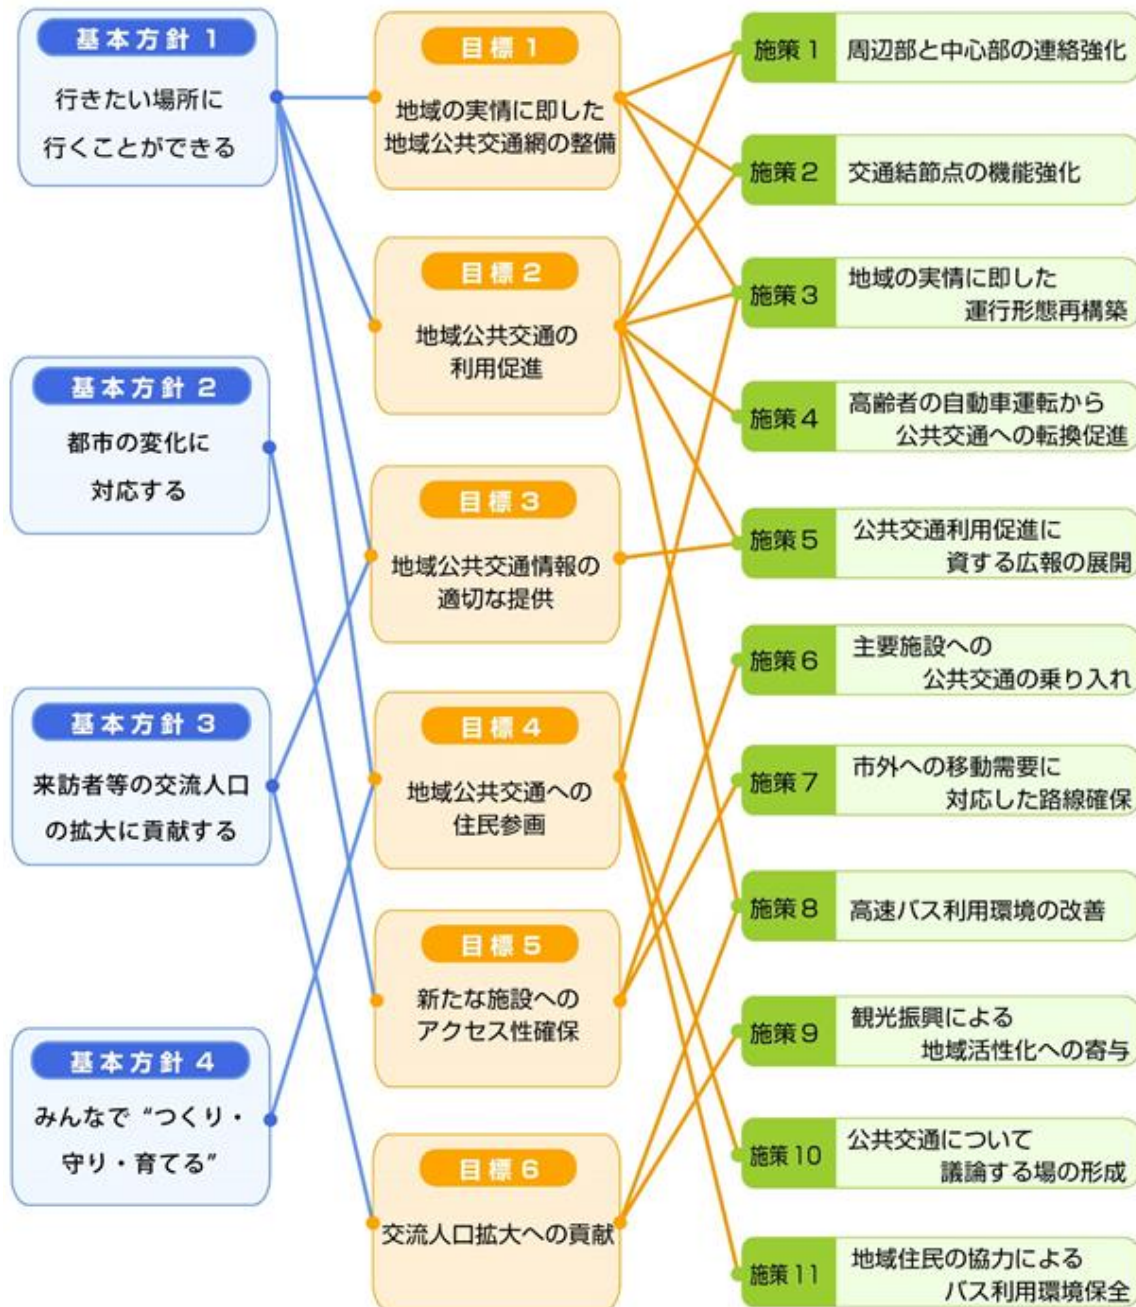 基本方針 1
行きたい場所に
行くことができる
基本方針 2
都市の変化に
対応する
基本方針 3
来訪者等の交流人口
の拡大に貢献する
基本方針 4
みんなで“つくり・
守り・育てる”
目標 1
地域の実情に即した
地域公共交通網の整備
目標 2
地域公共交通の
利用促進
目標 3
地域公共交通情報の
適切な提供
目標 4
地域公共交通への
住民参画
目標 5
新たな施設への
アクセス性確保
目標 6
交流人口拡大への貢献
施策 1 周辺部と中心部の連絡強化
施策 2 交通結節点の機能強化
施策 3 地域の実情に即した
運行形態再構築
施策 4 高齢者の自動車運転から
公共交通への転換促進
施策 5 公共交通利用促進に
資する広報の展開
施策 6 主要施設への
公共交通の乗り入れ
施策 7 市外への移動需要に
対応した路線確保
施策 8 高速バス利用環境の改善
施策 9 観光振興による
地域活性化への寄与
施策 10 公共交通について
議論する場の形成
施策 11 地域住民の協力による
バス利用環境保全